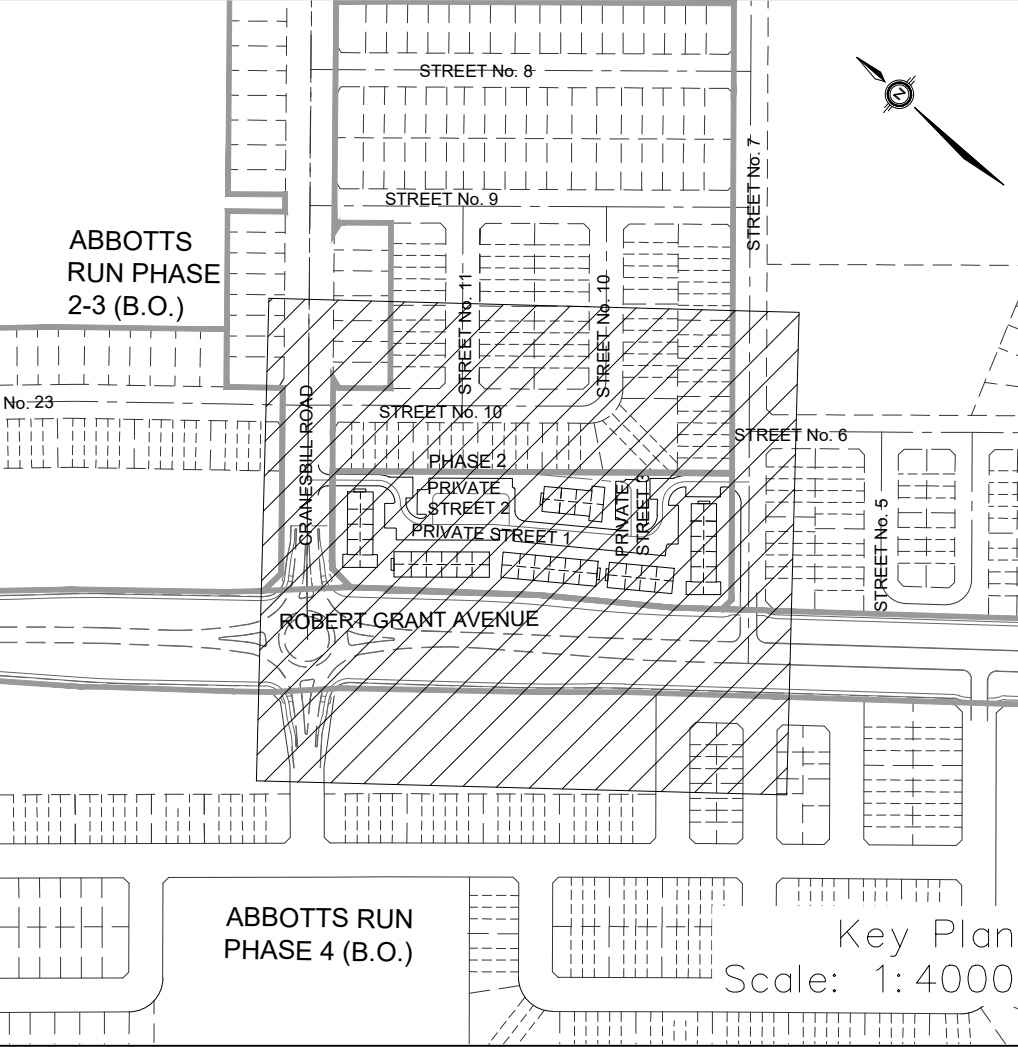 STREET No. 8
Z
STREET No. 7
STREET No. 9
ABBOTTS
RUN PHASE
2-3 (B.O.)
STREET No. 11
STREET No. 10
No. 23
CRANESBILL ROAD
STREET No. 10
STREET No. 6
PHASE 2
PRIVATE
STREET 2
PRIVATE
STREET 3
PRIVATE STREET 1
STREET No. 5
ROBERT GRANT AVENUE
ABBOTTS RUN
PHASE 4 (B.O.)
Key Plan
Scale: 1:4000